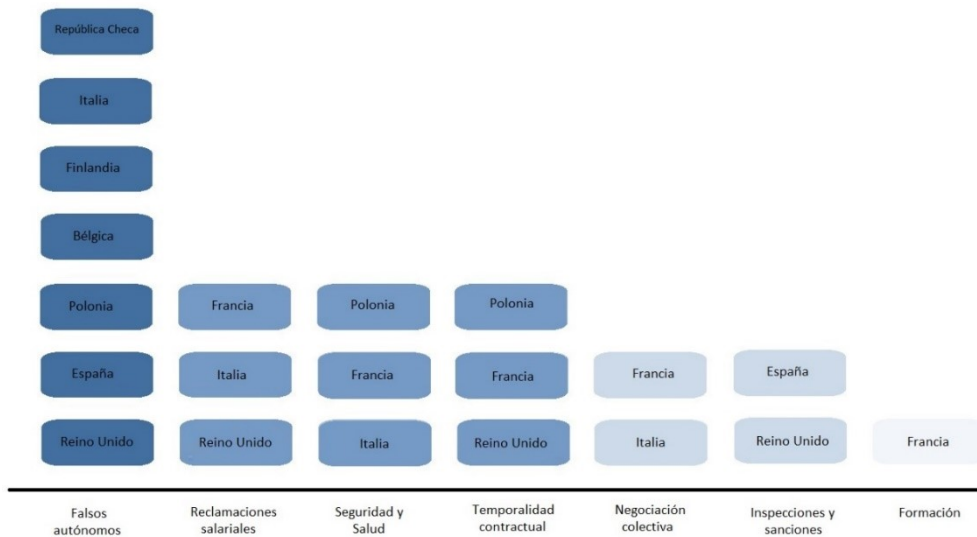 República Checa
Italia
Finlandia
Bélgica
Polonia
Francia
Polonia
Polonia
España
Italia
Francia
Francia
Francia
España
Reino Unido
Reino Unido
Italia
Reino Unido
Italia
Reino Unido
Francia
Falsos
autónomos
Reclamaciones
salariales
Seguridad y
Salud
Temporalidad
contractual
Negociación
colectiva
Inspecciones y
sanciones
Formación